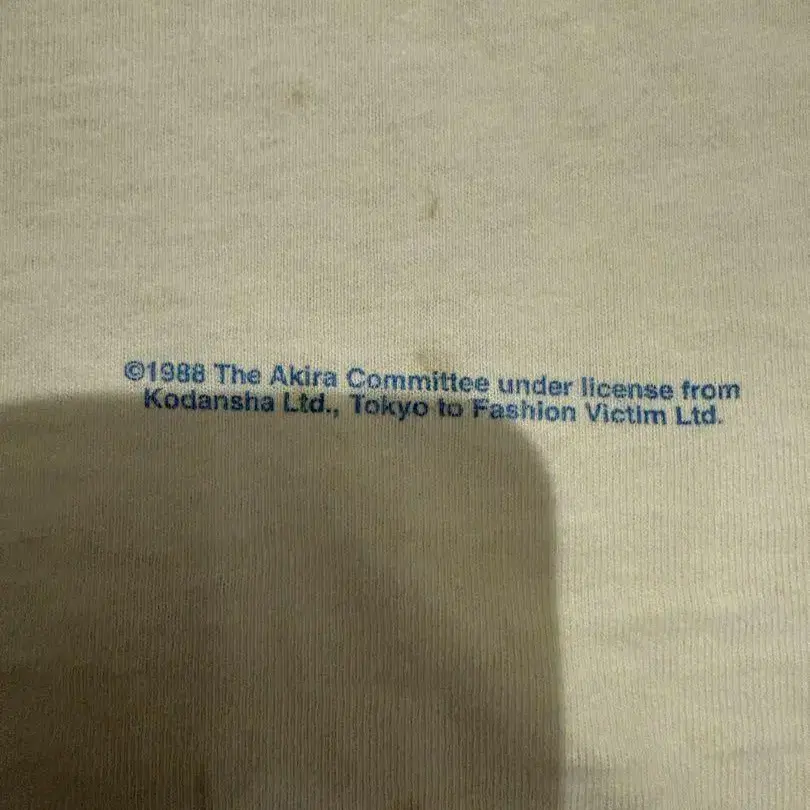 ©1988 The Akira Committee under license from
Kodansha Ltd., Tokyo to Fashion Victim Ltd.